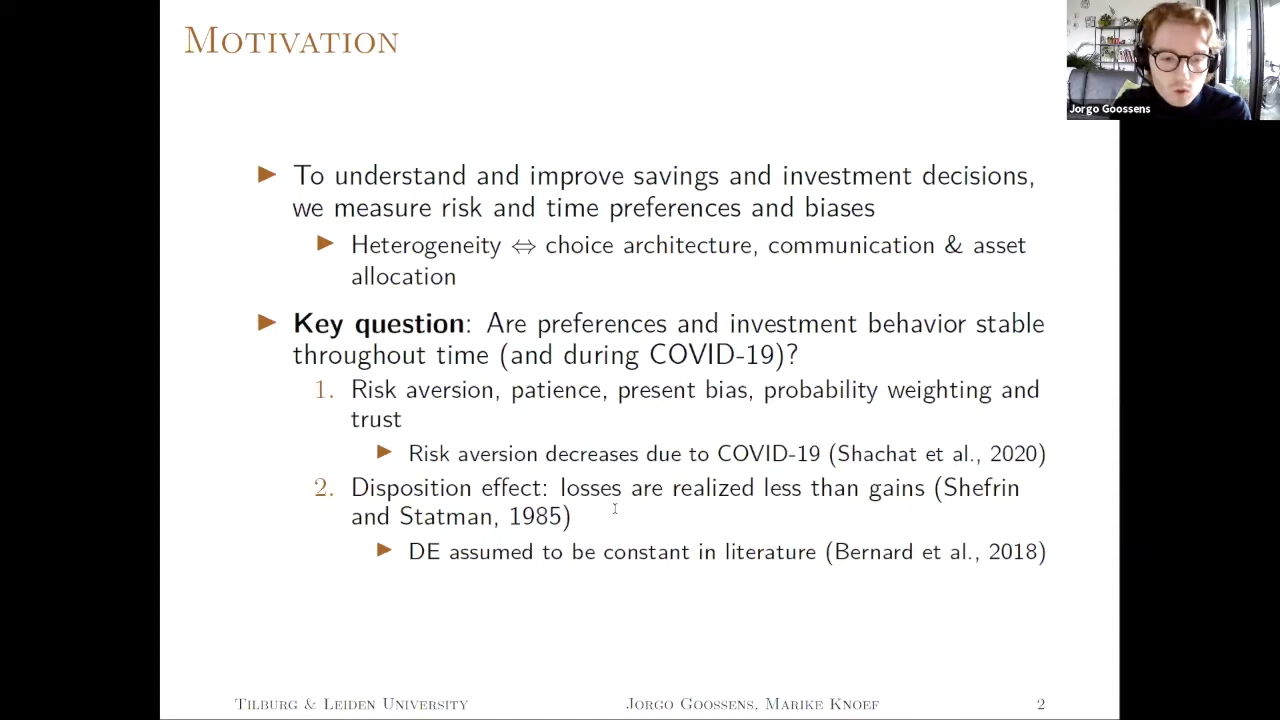 MOTIVATION
Jorgo Goossens
To understand and improve savings and investment decisions,
we measure risk and time preferences and biases
Heterogeneity ⇔ choice architecture, communication & asset
allocation
Key question: Are preferences and investment behavior stable
throughout time (and during COVID-19)?
1. Risk aversion, patience, present bias, probability weighting and
trust
Risk aversion decreases due to COVID-19 (Shachat et al., 2020)
2. Disposition effect: losses are realized less than gains (Shefrin
and Statman, 1985)
DE assumed to be constant in literature (Bernard et al., 2018)
TILBURG & LEIDEN UNIVERSITY JORGO GOOSSENS, MARIKE KNOEF 2